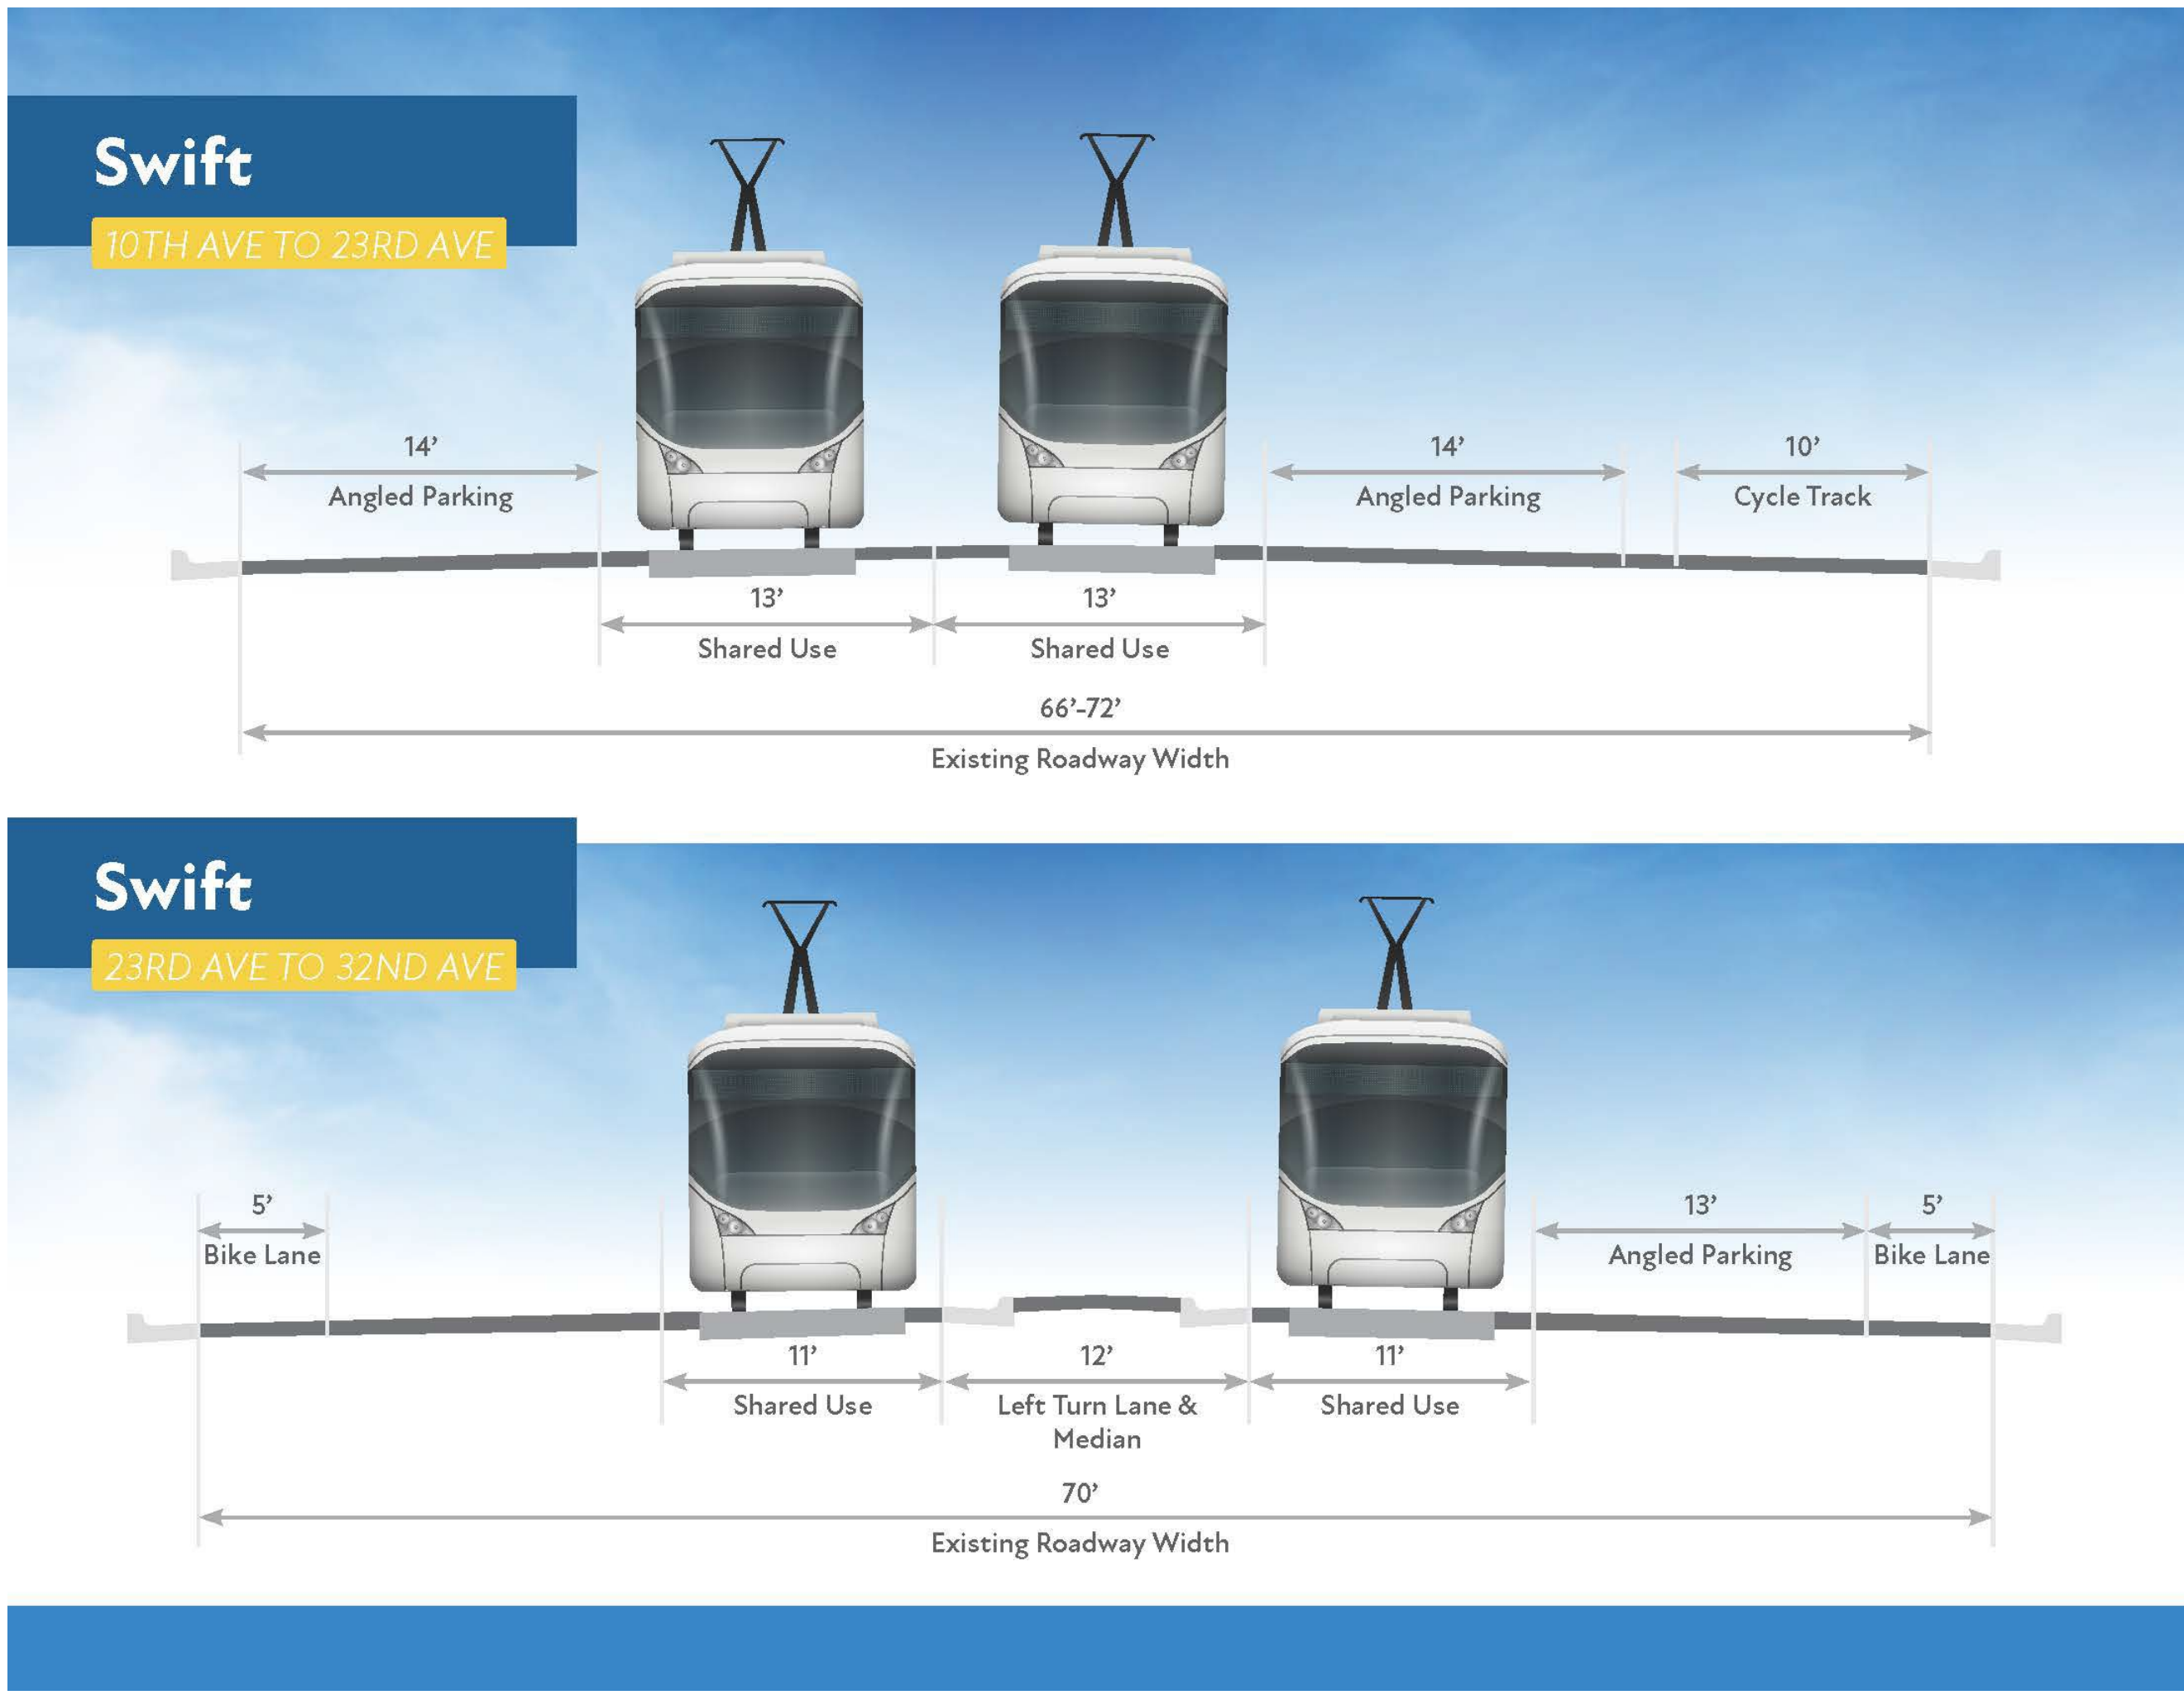 Swift
10TH AVE TO 23RD AVE
14’
Angled Parking
14’
Angled Parking
10’
Cycle Track
13’
Shared Use
13’
Shared Use
66’-72’
Existing Roadway Width
Swift
23RD AVE TO 32ND AVE
5’
Bike Lane
13’
Angled Parking
5’
Bike Lane
11’
Shared Use
12’
Left Turn Lane &
Median
11’
Shared Use
70’
Existing Roadway Width